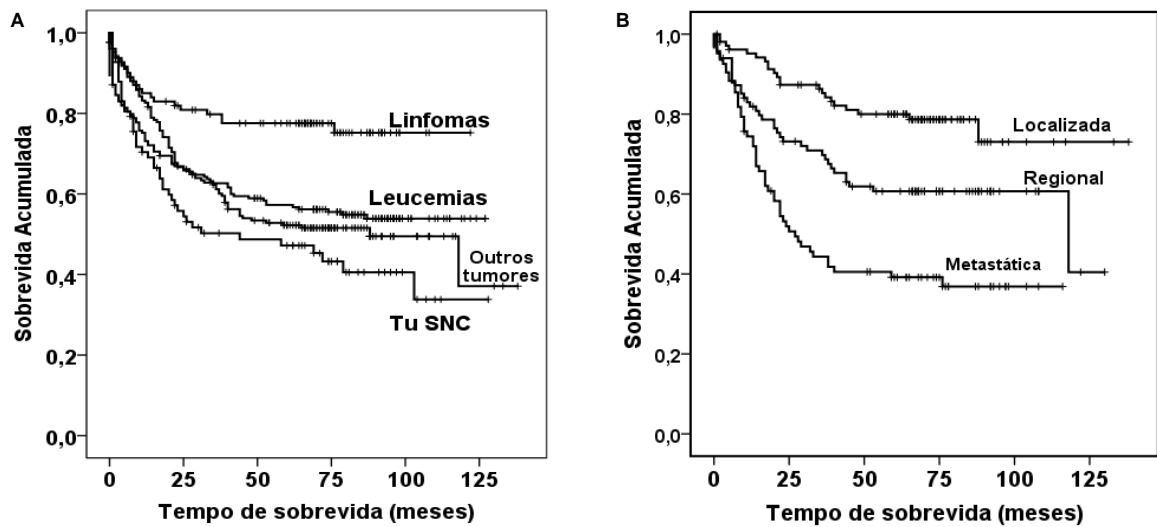 A
Sobrevida Acumulada
1,0
0,8
0,6
0,4
0,2
0,0
Linfomas
Leucemias
Outros
tumores
Tu SNC
0 25 50 75 100 125
Tempo de sobrevida (meses)
B
Sobrevida Acumulada
1,0
0,8
0,6
0,4
0,2
0,0
Localizada
Regional
Metastática
0 25 50 75 100 125
Tempo de sobrevida (meses)